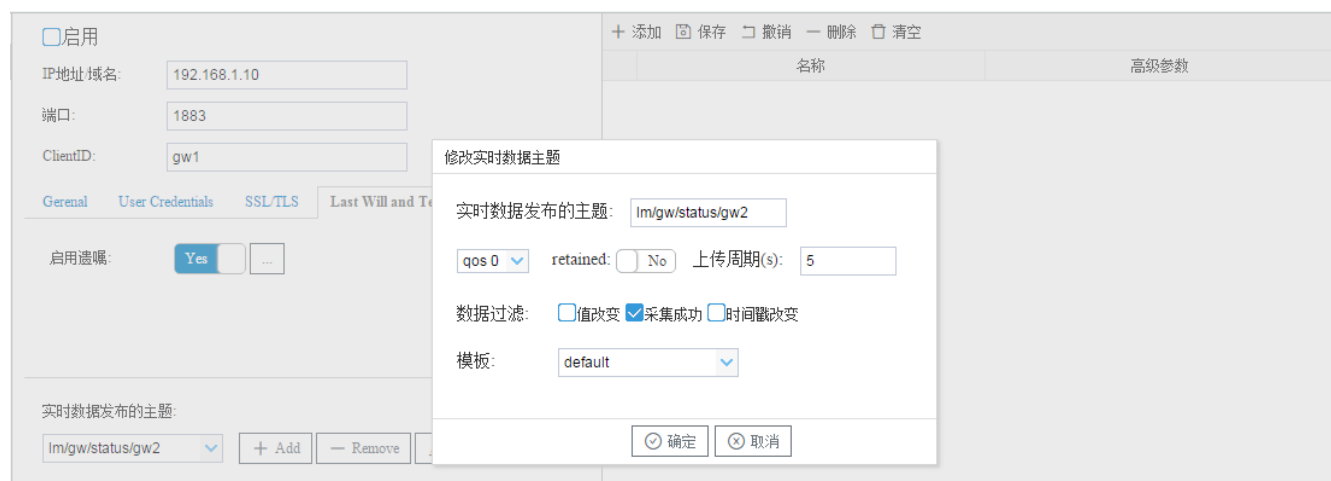 启用
IP地址/域名: 192.168.1.10
端口: 1883
ClientID: gw1
Gerenal User Credentials SSL/TLS Last Will and Te
启用遗嘱: Yes ...
实时数据发布的主题:
lm/gw/status/gw2 Add Remove
添加 保存 撤销 删除 清空
名称 高级参数
修改实时数据主题
实时数据发布的主题: lm/gw/status/gw2
qos 0 retained: No 上传周期(s): 5
数据过滤: 值改变 采集成功 时间戳改变
模板: default
确定 取消